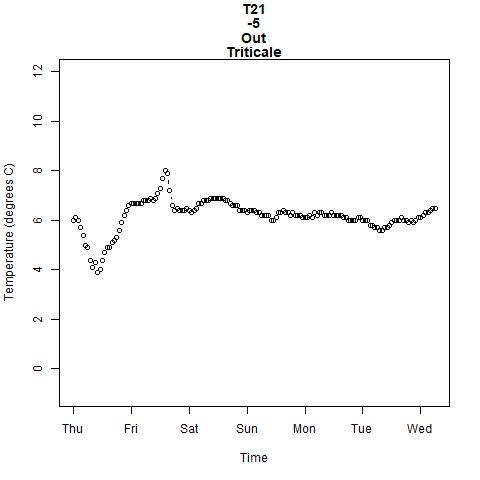 T21
-5
Out
Triticale
Temperature (degrees C)
12
10
8
6
4
2
0
Thu Fri Sat Sun Mon Tue Wed
Time